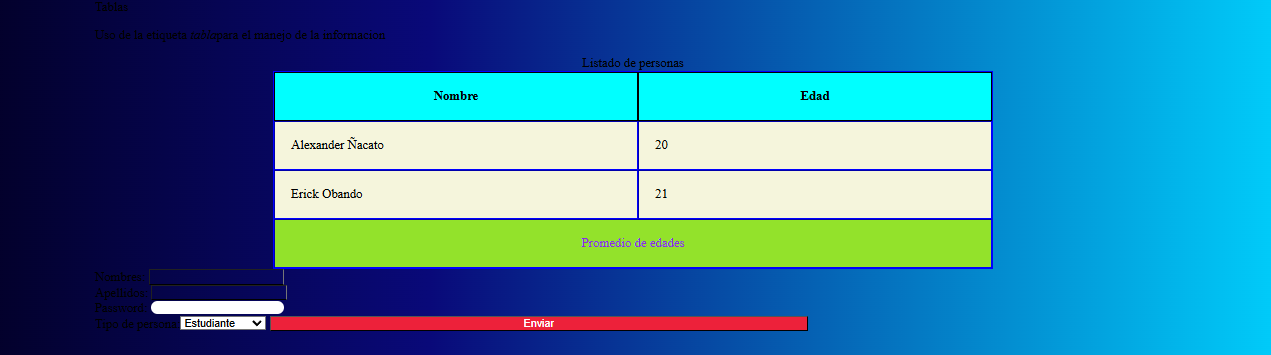 Tablas
Uso de la etiqueta tabla para el manejo de la informacion
Listado de personas
Nombre Edad
Alexander Ñacato 20
Erick Obando 21
Promedio de edades
Nombres:
Apellidos:
Password:
Tipo de persona Estudiante Enviar